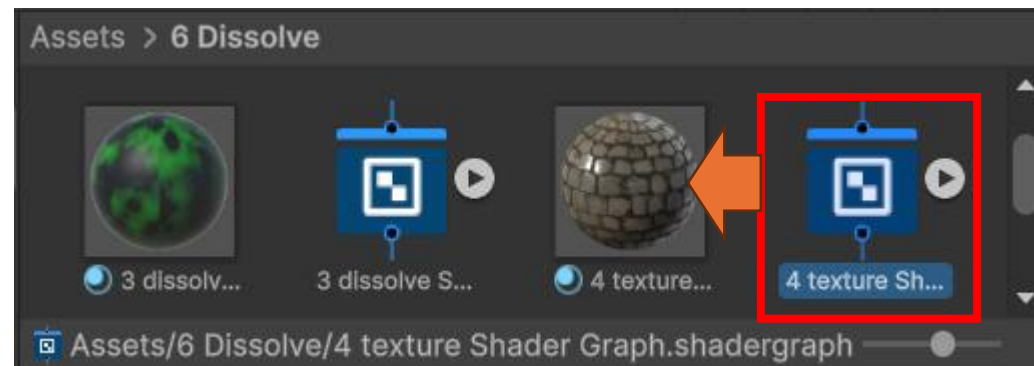 Assets > 6 Dissolve
3 dissolv...
3 dissolve S...
4 texture...
4 texture Sh...
Assets/6 Dissolve/4 texture Shader Graph.shadergraph